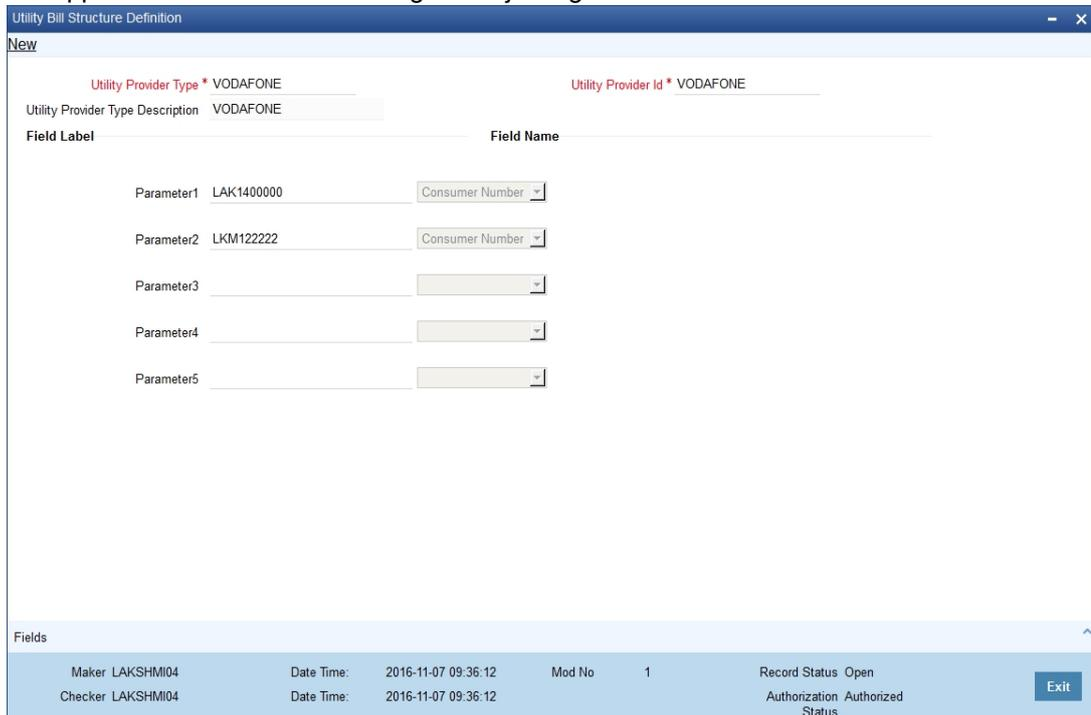 Utility Bill Structure Definition
New
Utility Provider Type * VODAFONE Utility Provider Id * VODAFONE
Utility Provider Type Description VODAFONE
Field Label Field Name
Parameter1 LAK1400000 Consumer Number
Parameter2 LKM122222 Consumer Number
Parameter3
Parameter4
Parameter5
Fields
Maker LAKSHMI04 Date Time: 2016-11-07 09:36:12 Mod No 1 Record Status Open
Checker LAKSHMI04 Date Time: 2016-11-07 09:36:12 Authorization Authorized
Status
Exit